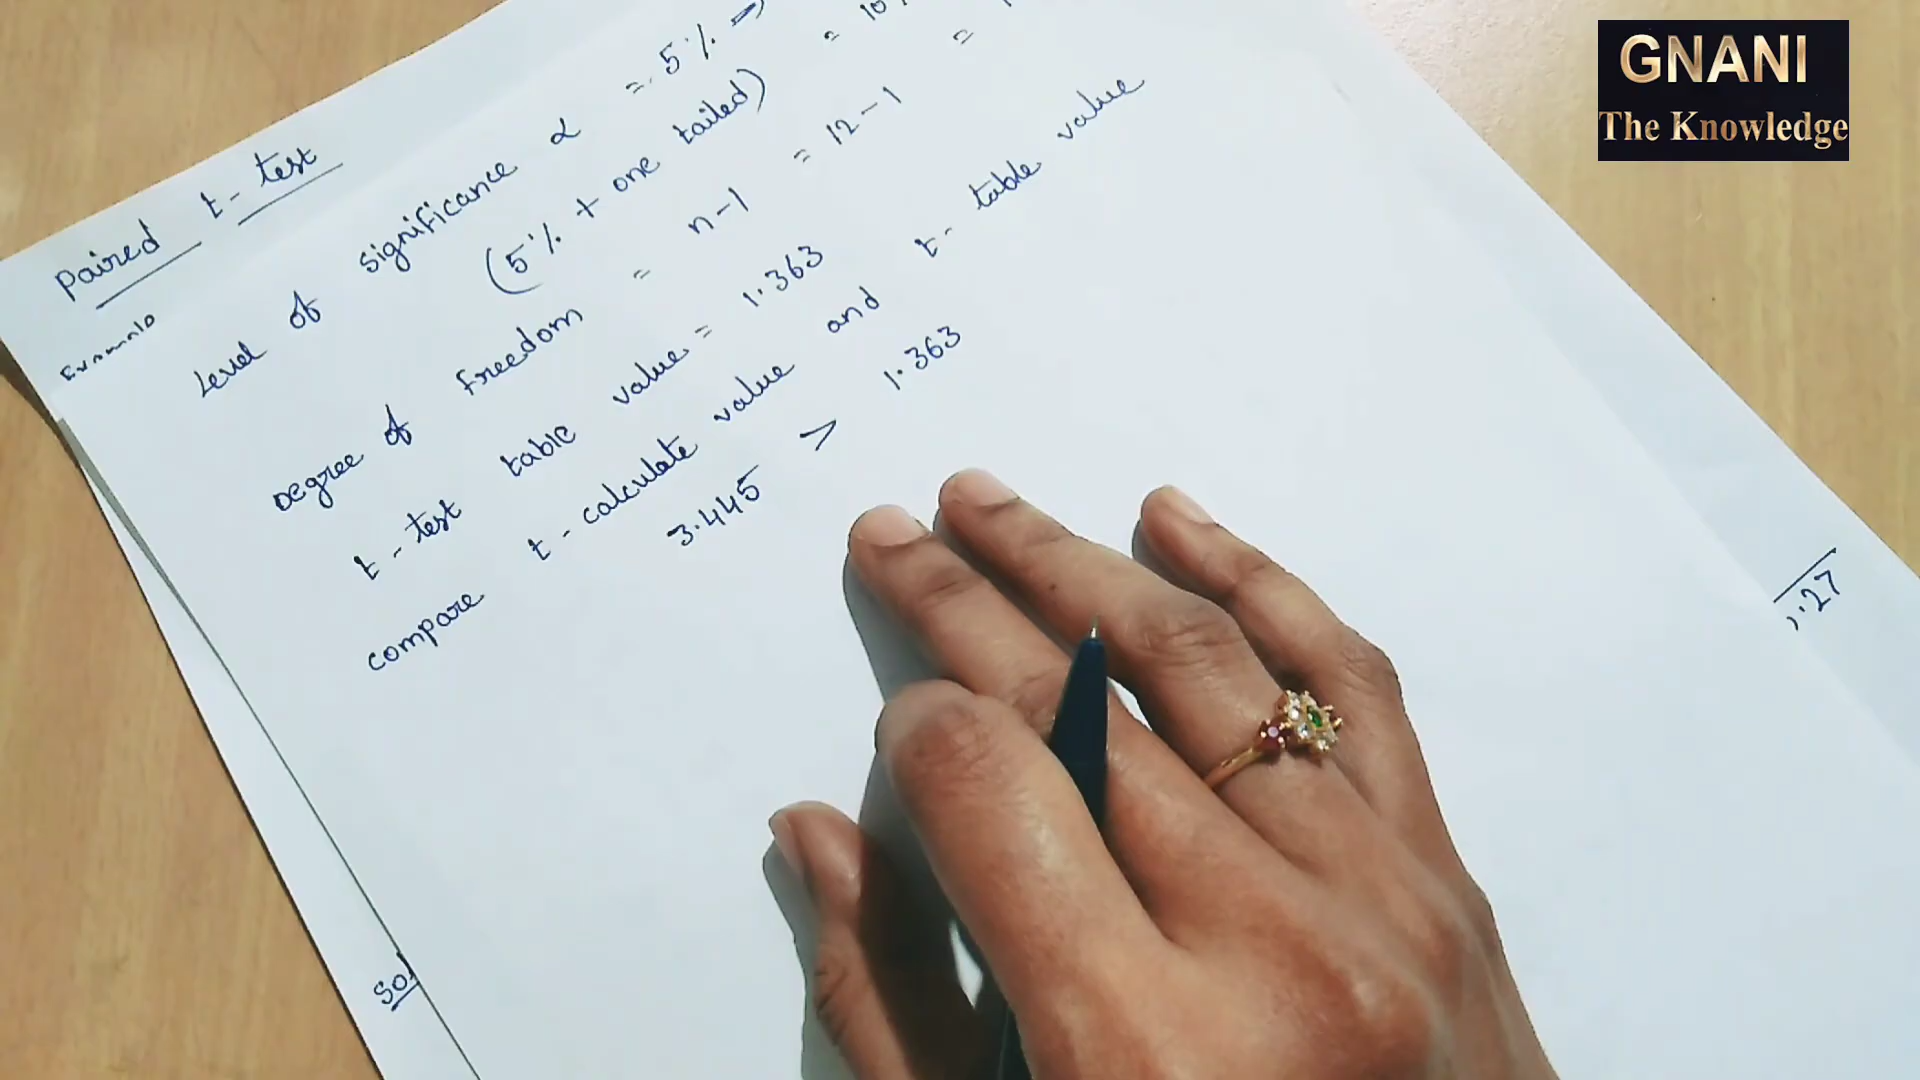 GNANI
The Knowledge
Paired t-test
Level of significance α = 5%
(5% + one tailed) =
Degree of freedom = n-1 = 12-1 =
t-test table value = 1.363
compare t-calculate value and t-table value
3.445 > 1.363
Sol